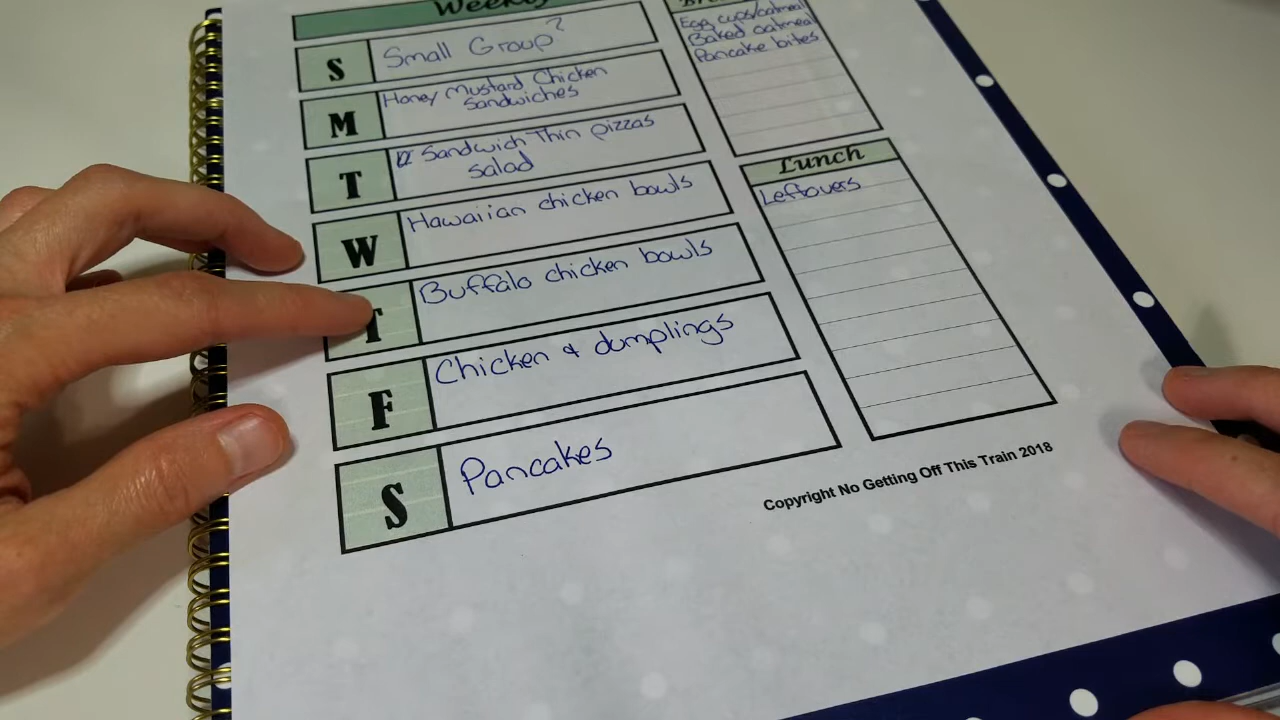 Weekly
S
Small Group?
M
Honey Mustard Chicken
Sandwiches
T
Sandwich Thin pizzas
salad
W
Hawaiian chicken bowls
T
Buffalo chicken bowls
F
Chicken & dumplings
S
Pancakes
Egg cups/oatmeal
Baked oatmeal
Pancake bites
Lunch
Leftovers
Copyright No Getting Off This Train 2018